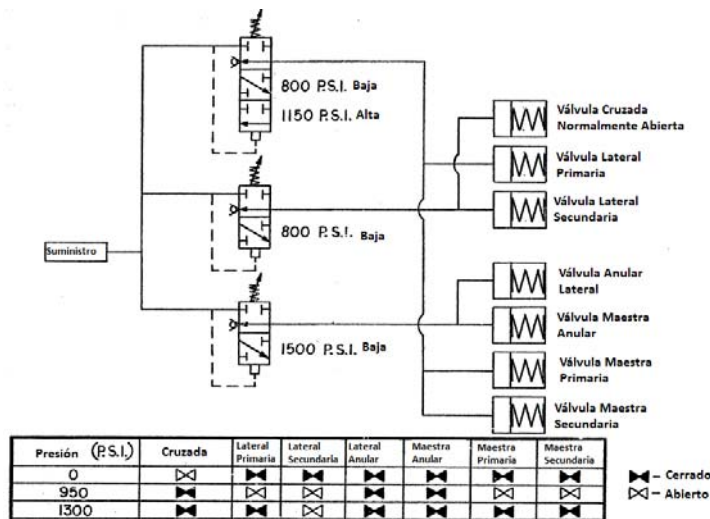 800 P.S.I. Baja
1150 P.S.I. Alta
Válvula Cruzada
Normalmente Abierta
Válvula Lateral
Primaria
Válvula Lateral
Secundaria
800 P.S.I. Baja
Suministro
Válvula Anular
Lateral
Válvula Maestra
Anular
1500 P.S.I. Baja
Válvula Maestra
Primaria
Válvula Maestra
Secundaria
Presión (P.S.I.) Cruzada Lateral Primaria Lateral Secundaria Lateral Anular Maestra Anular Maestra Primaria Maestra Secundaria
0
950
1300
– Cerrado
– Abierto